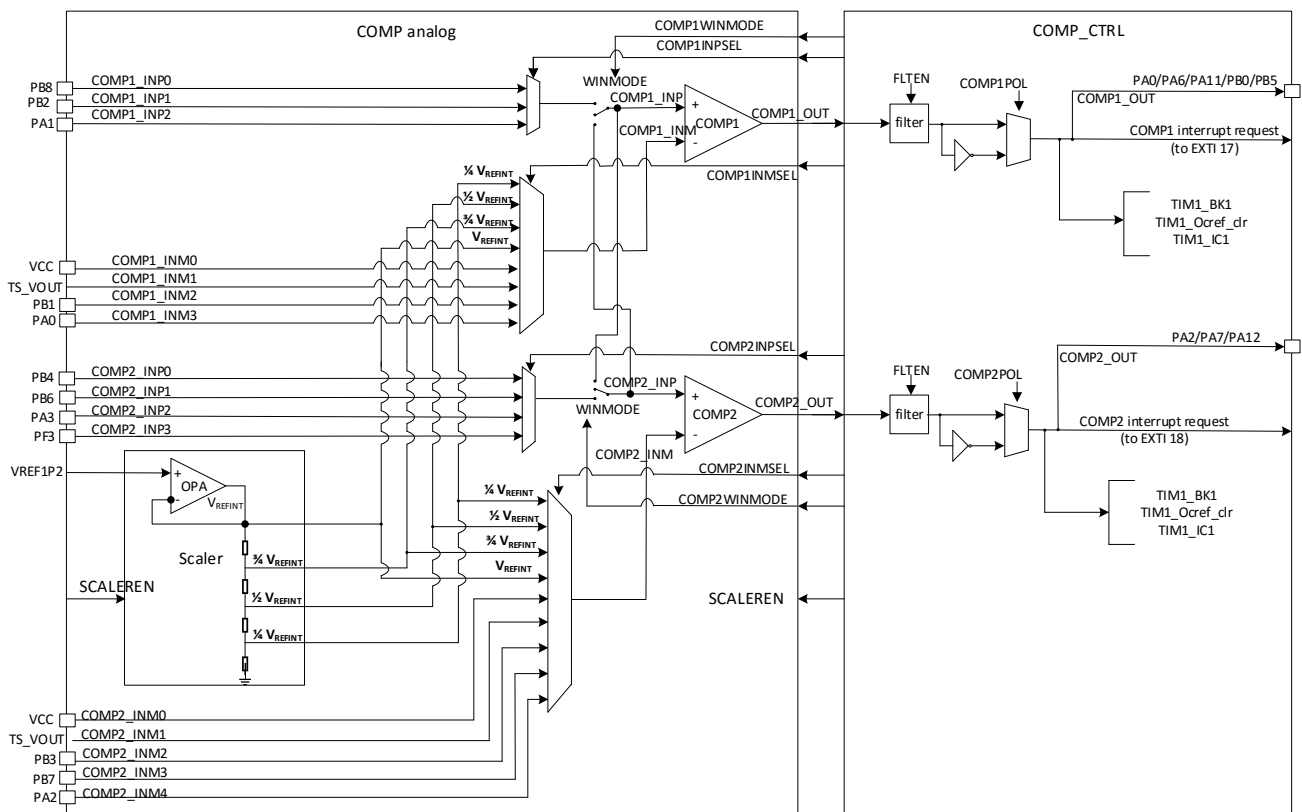 COMP analog
COMP_CTRL
COMP1WINMODE
COMP1INPSEL
PB8
COMP1_INP0
PB2
COMP1_INP1
PA1
COMP1_INP2
WINMODE
COMP1_INP
+
-
COMP1
COMP1_INM
COMP1_OUT
FLTEN
filter
COMP1POL
PA0/PA6/PA11/PB0/PB5
COMP1_OUT
COMP1 interrupt request
(to EXTI 17)
TIM1_BK1
TIM1_Ocref_clr
TIM1_IC1
COMP1INMSEL
¼ VREFINT
½ VREFINT
¾ VREFINT
VREFINT
VCC
COMP1_INM0
TS_VOUT
COMP1_INM1
PB1
COMP1_INM2
PA0
COMP1_INM3
COMP2INPSEL
PB4
COMP2_INP0
PB6
COMP2_INP1
PA3
COMP2_INP2
PF3
COMP2_INP3
COMP2_INP
WINMODE
+
-
COMP2
COMP2_INM
COMP2_OUT
FLTEN
filter
COMP2POL
PA2/PA7/PA12
COMP2_OUT
COMP2 interrupt request
(to EXTI 18)
TIM1_BK1
TIM1_Ocref_clr
TIM1_IC1
COMP2INMSEL
COMP2WINMODE
VREF1P2
+
-
OPA
VREFINT
Scaler
¾ VREFINT
½ VREFINT
¼ VREFINT
SCALEREN
¼ VREFINT
½ VREFINT
¾ VREFINT
VREFINT
SCALEREN
VCC
COMP2_INM0
TS_VOUT
COMP2_INM1
PB3
COMP2_INM2
PB7
COMP2_INM3
PA2
COMP2_INM4